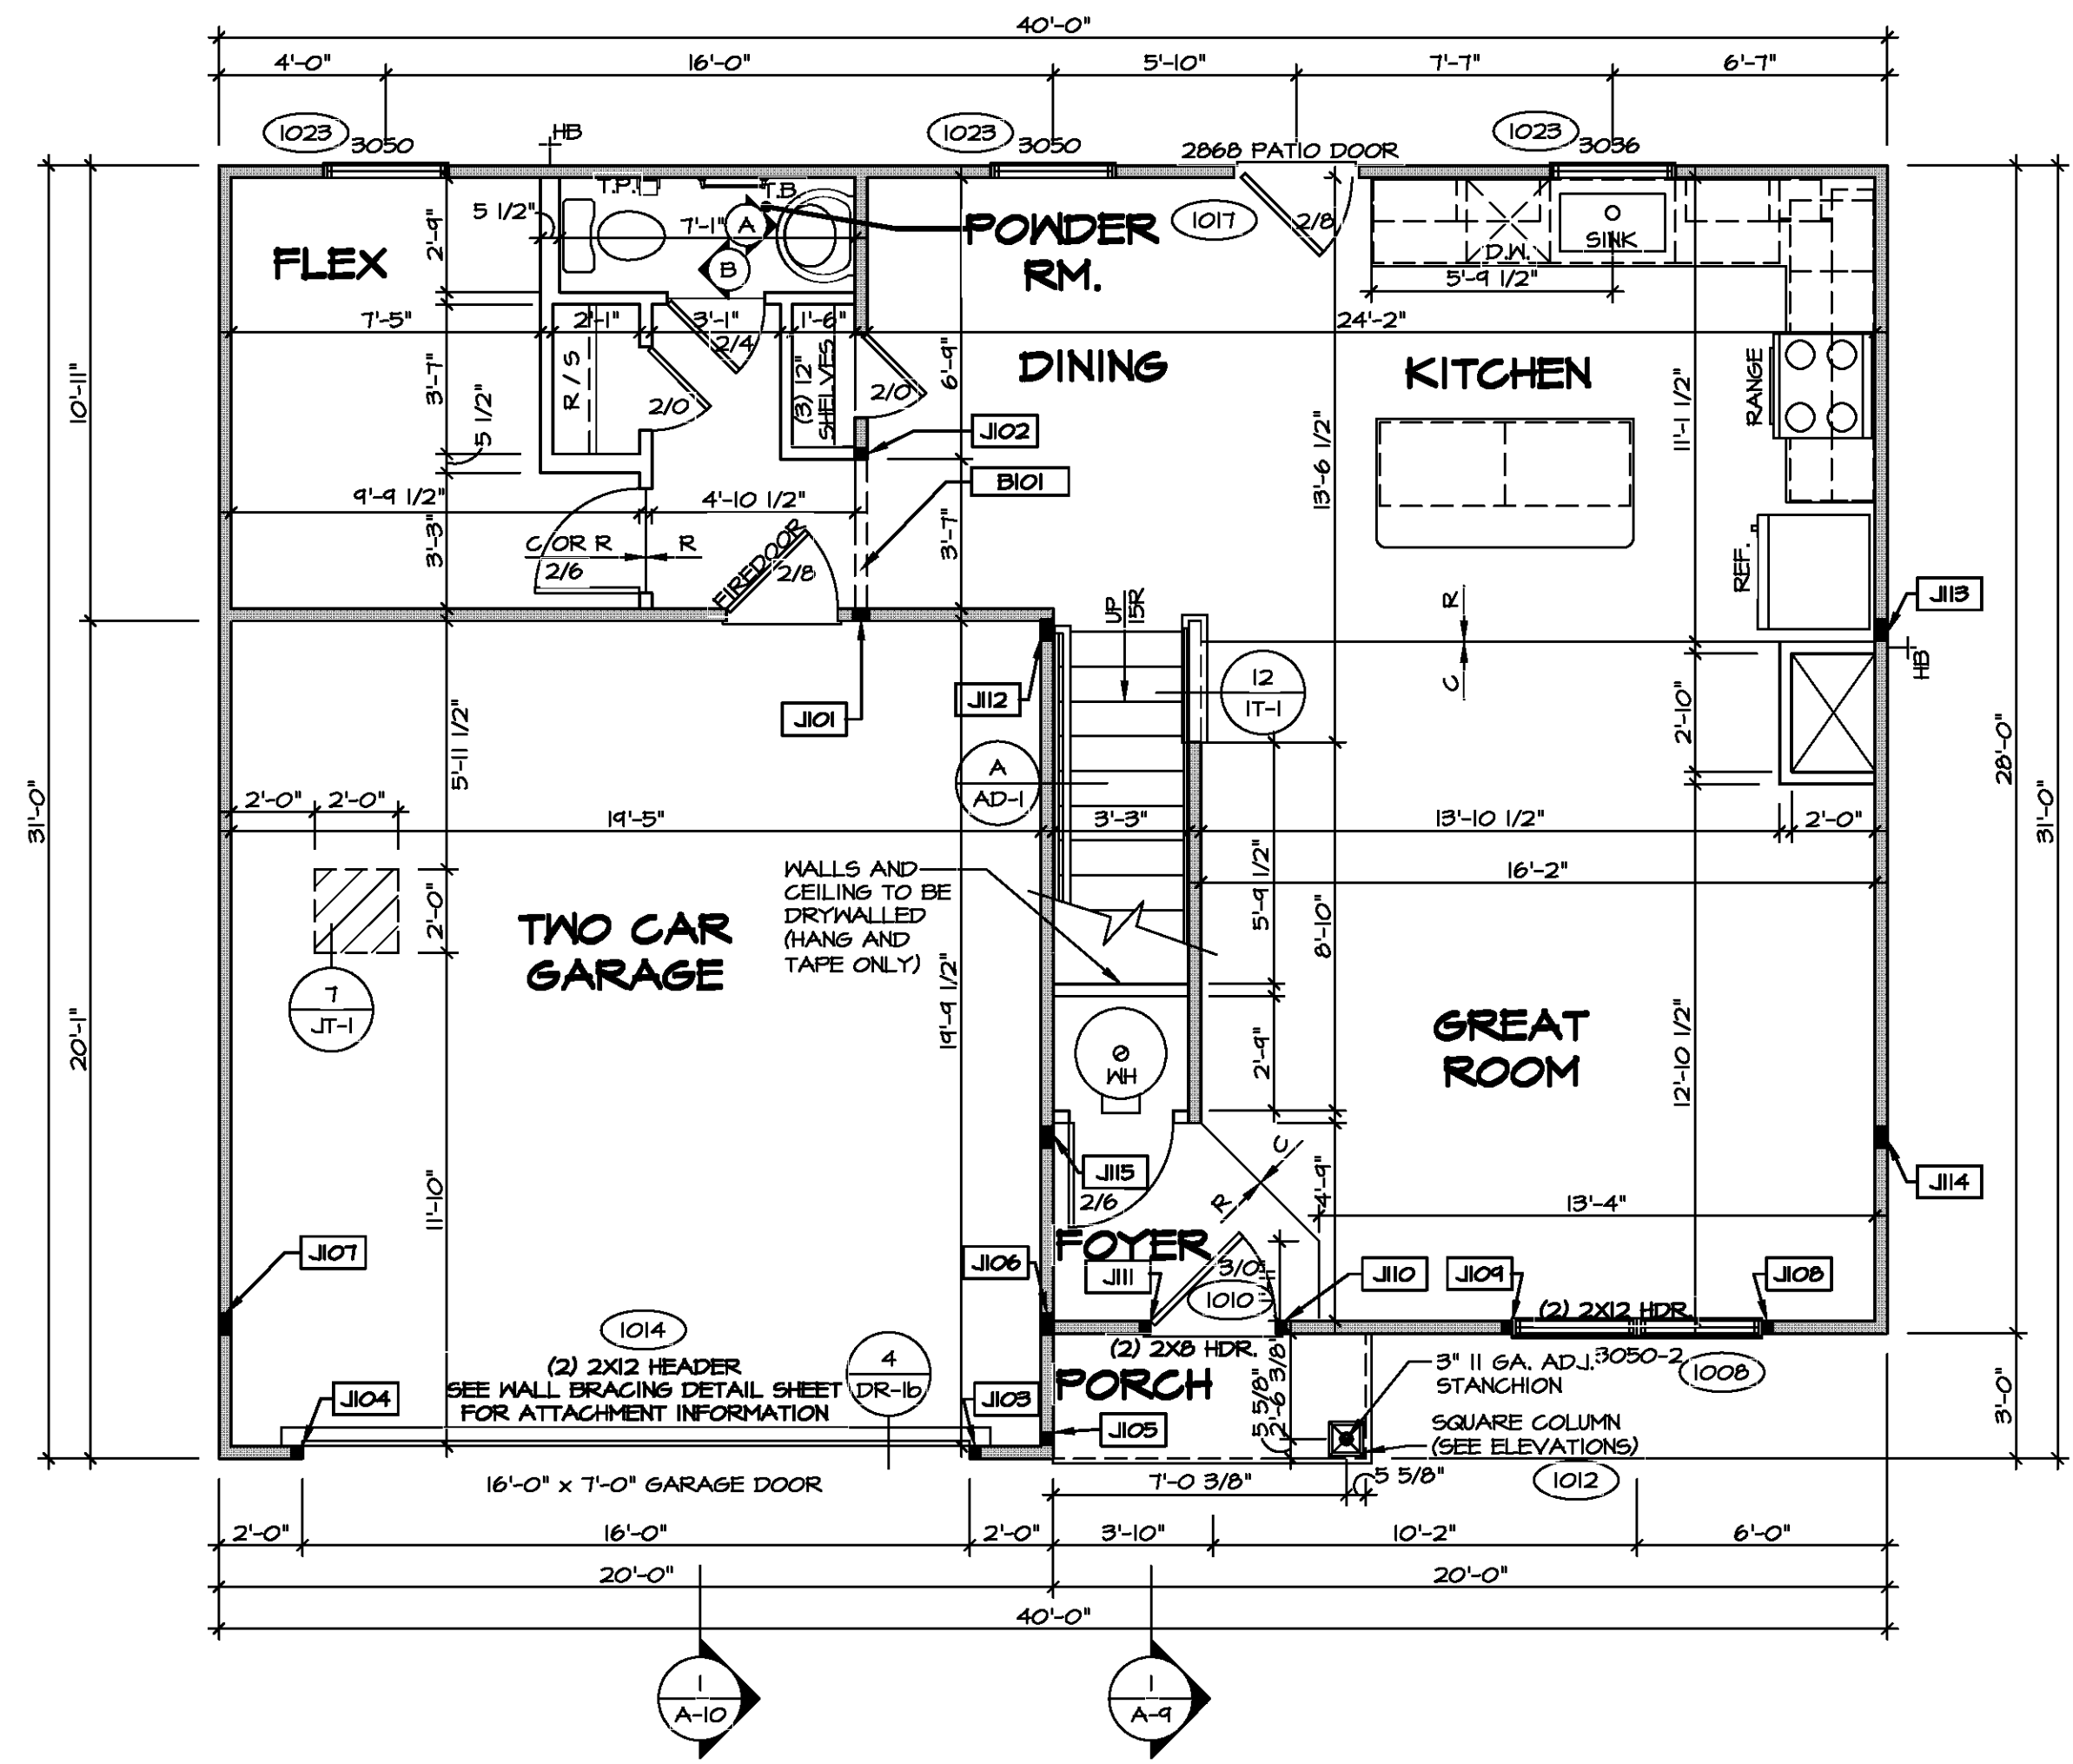 40'-0"
4'-0"
16'-0"
5'-10"
7'-7"
6'-7"
1023
3050
HB
1023
3050
2868 PATIO DOOR
1023
3036
T.P.
T.B
5 1/2"
2'-9"
7'-1"
A
B
FLEX
POWDER
RM.
1017
2/8
D.W.
SINK
5'-9 1/2"
7'-5"
2'-1"
3'-1"
1'-6"
24'-2"
2/4
R / S
2/0
(3) 12"
SHELVES
2/0
6'-9"
DINING
KITCHEN
RANGE
10'-11"
3'-7"
5 1/2"
J102
B101
13'-6 1/2"
11'-1 1/2"
9'-9 1/2"
4'-10 1/2"
3'-3"
C OR R
R
2/6
FIREDOOR
2/8
3'-7"
REF.
J113
HB
UP
15R
R
C
12
1T-1
J112
J101
5'-11 1/2"
2'-10"
28'-0"
31'-0"
31'-0"
A
AD-1
2'-0"
2'-0"
19'-5"
3'-3"
13'-10 1/2"
2'-0"
16'-2"
WALLS AND
CEILING TO BE
DRYWALLED
(HANG AND
TAPE ONLY)
2'-0"
TWO CAR
GARAGE
5'-9 1/2"
8'-10"
7
JT-1
19'-9 1/2"
20'-1"
GREAT
ROOM
12'-10 1/2"
WH
2'-9"
J115
2/6
C
R
4'-9"
13'-4"
J114
11'-10"
FOYER
J107
J106
J111
3/0
1010
J110
J109
J108
(2) 2X12 HDR.
1014
(2) 2X12 HEADER
SEE WALL BRACING DETAIL SHEET
FOR ATTACHMENT INFORMATION
4
DR-1b
(2) 2X8 HDR.
PORCH
J104
J103
J105
5 5/8"
2'-6 3/8"
3" 11 GA. ADJ.
STANCHION
3050-2
1008
SQUARE COLUMN
(SEE ELEVATIONS)
3'-0"
16'-0" x 7'-0" GARAGE DOOR
7'-0 3/8"
5 5/8"
1012
2'-0"
16'-0"
2'-0"
3'-10"
10'-2"
6'-0"
20'-0"
20'-0"
40'-0"
1
A-10
1
A-9